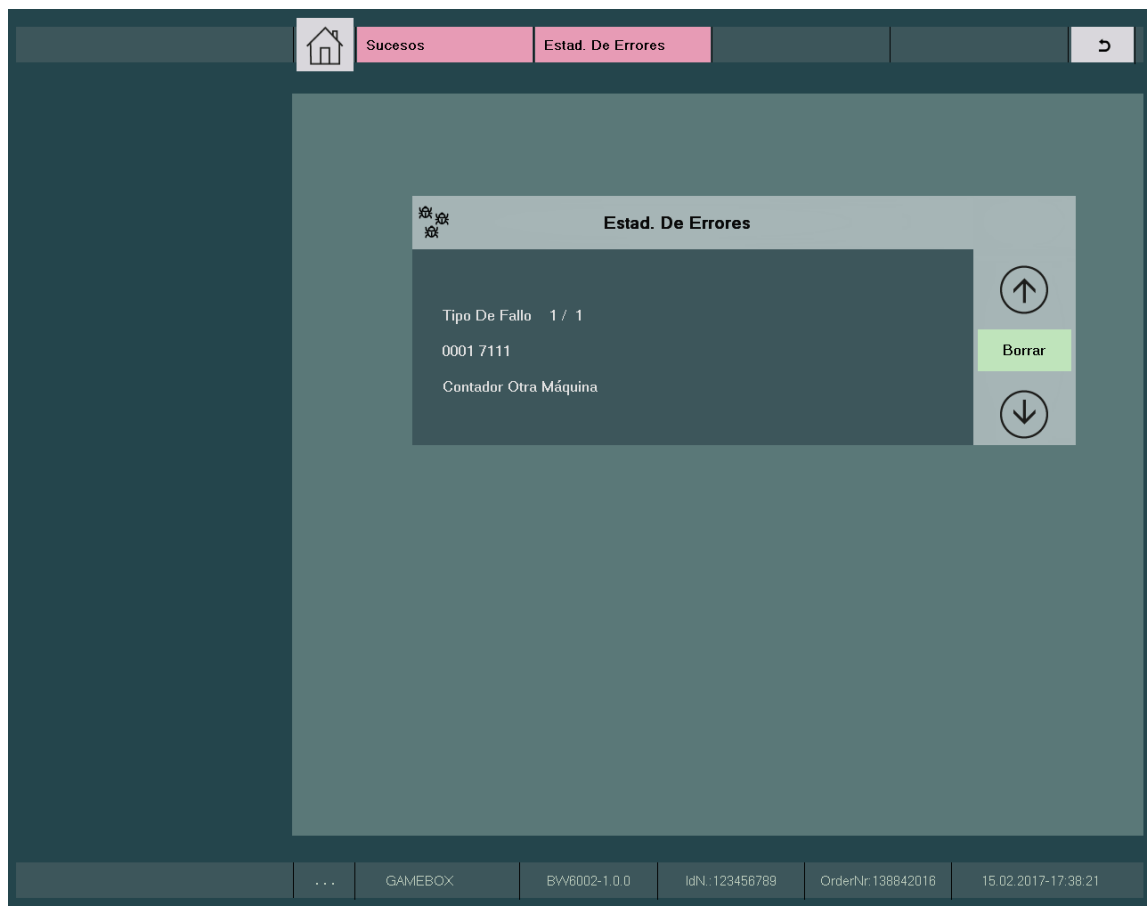 Sucesos
Estad. De Errores
Estad. De Errores
Tipo De Fallo 1 / 1
0001 7111
Borrar
Contador Otra Máquina
... GAMEBOX BW6002-1.0.0 IdN.:123456789 OrderNr:138842016 15.02.2017-17:38:21